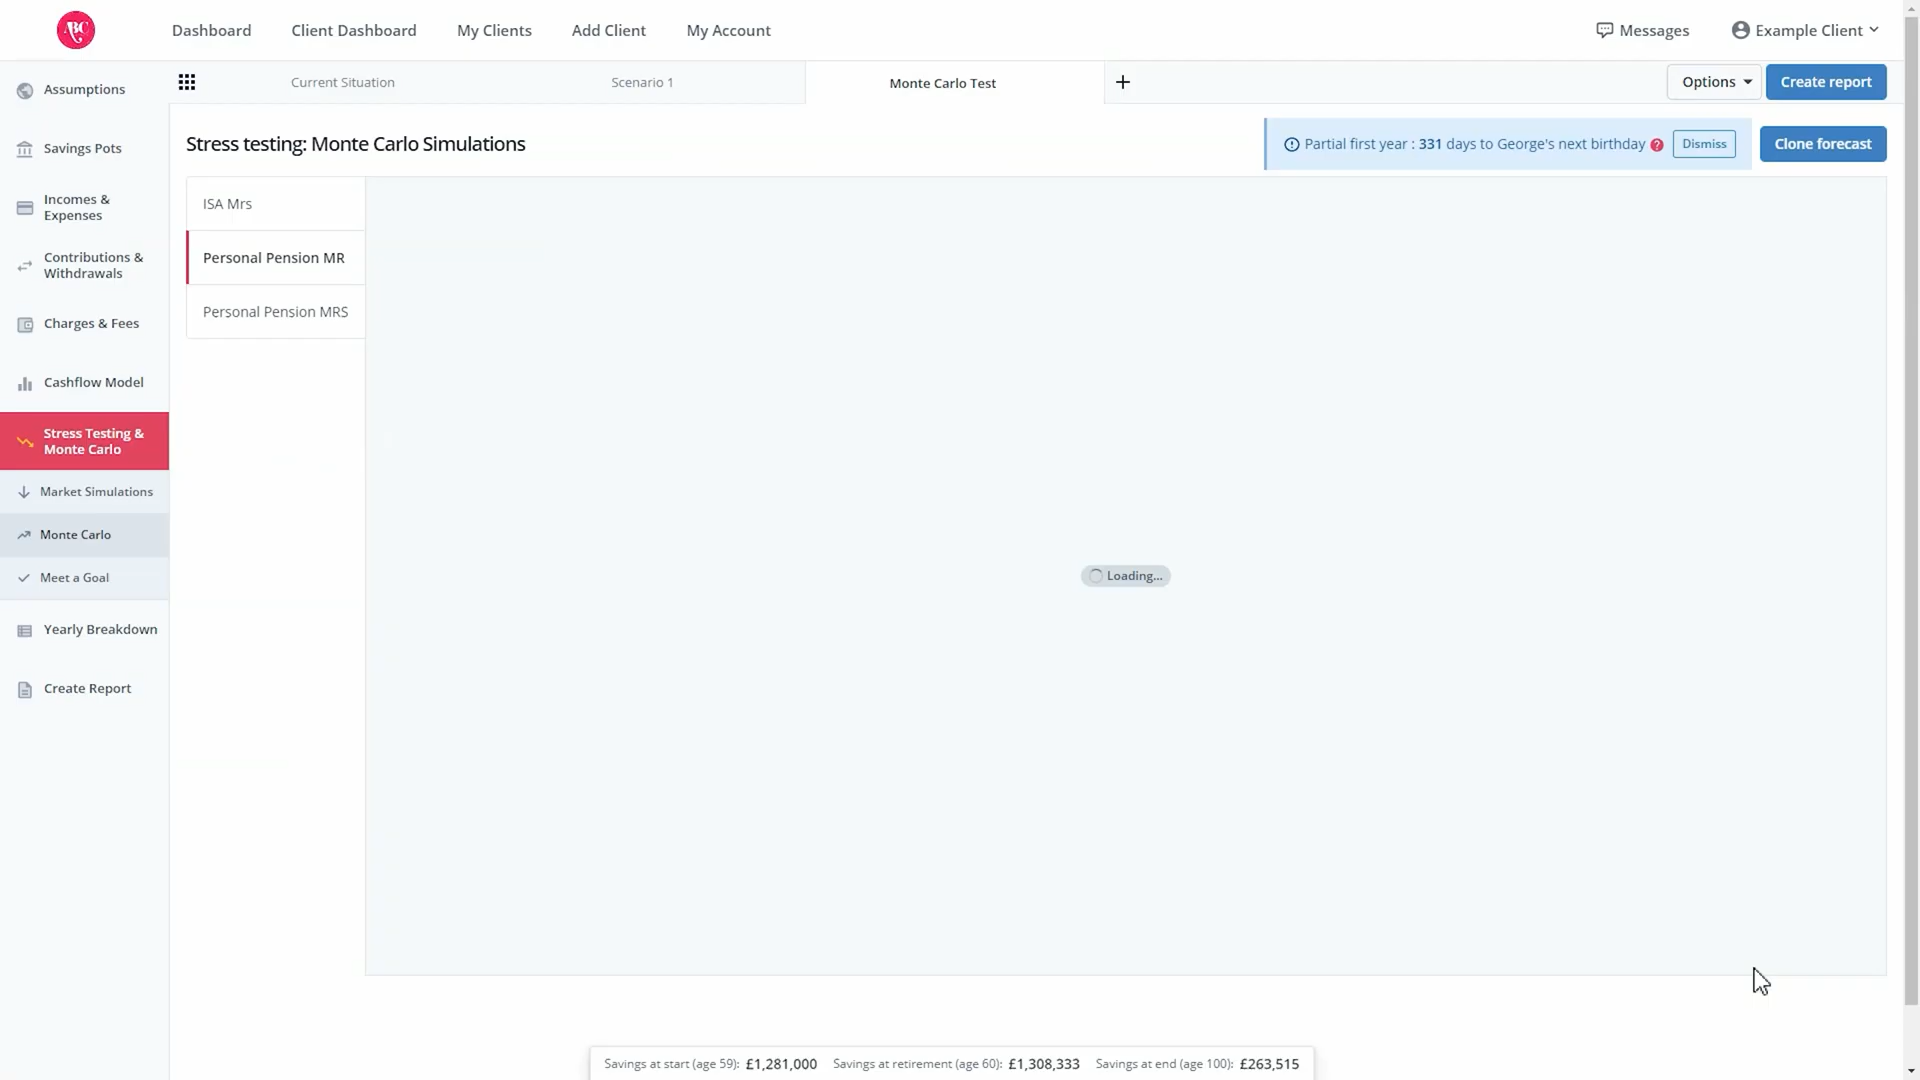 ABC
Dashboard
Client Dashboard
My Clients
Add Client
My Account
Messages
Example Client
Assumptions
Savings Pots
Incomes &
Expenses
Contributions &
Withdrawals
Charges & Fees
Cashflow Model
Stress Testing &
Monte Carlo
Market Simulations
Monte Carlo
Meet a Goal
Yearly Breakdown
Create Report
Current Situation
Scenario 1
Monte Carlo Test
+
Options
Create report
Stress testing: Monte Carlo Simulations
Partial first year : 331 days to George's next birthday ?
Dismiss
Clone forecast
ISA Mrs
Personal Pension MR
Personal Pension MRS
Loading...
Savings at start (age 59): £1,281,000 Savings at retirement (age 60): £1,308,333 Savings at end (age 100): £263,515